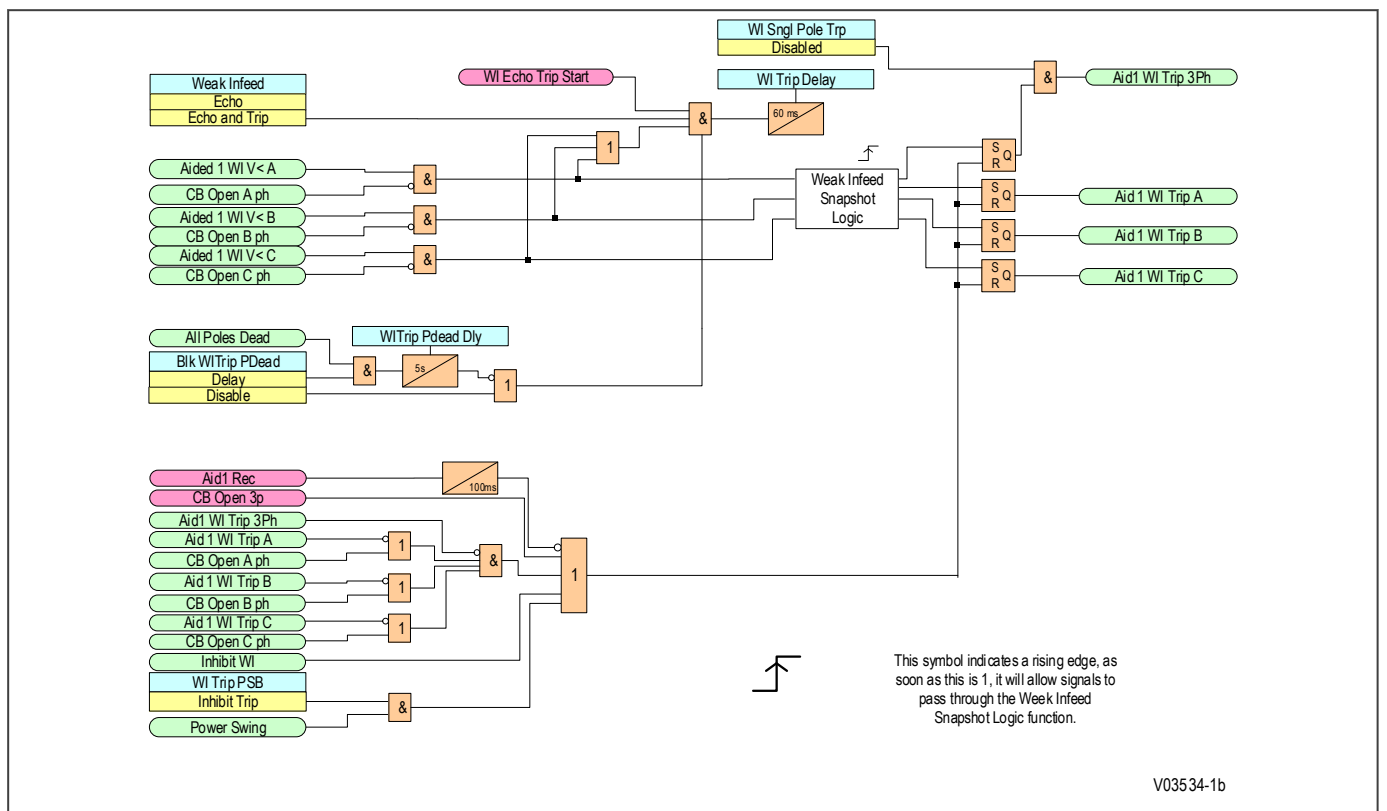 WI Sngl Pole Trp
Disabled
WI Echo Trip Start
WI Trip Delay
60 ms
&
Aid1 WI Trip 3Ph
Weak Infeed
Echo
Echo and Trip
&
1
Aided 1 WI V< A
CB Open A ph
&
Aided 1 WI V< B
CB Open B ph
&
Aided 1 WI V< C
CB Open C ph
&
Weak Infeed
Snapshot
Logic
S
R
Q
S
R
Q
Aid 1 WI Trip A
S
R
Q
Aid 1 WI Trip B
S
R
Q
Aid 1 WI Trip C
All Poles Dead
Blk WITrip PDead
Delay
Disable
&
WITrip Pdead Dly
5s
1
Aid1 Rec
100ms
CB Open 3p
Aid1 WI Trip 3Ph
Aid 1 WI Trip A
CB Open A ph
1
Aid 1 WI Trip B
CB Open B ph
1
Aid 1 WI Trip C
CB Open C ph
1
&
1
Inhibit WI
WI Trip PSB
Inhibit Trip
Power Swing
&
This symbol indicates a rising edge, as
soon as this is 1, it will allow signals to
pass through the Week Infeed
Snapshot Logic function.
V03534-1b